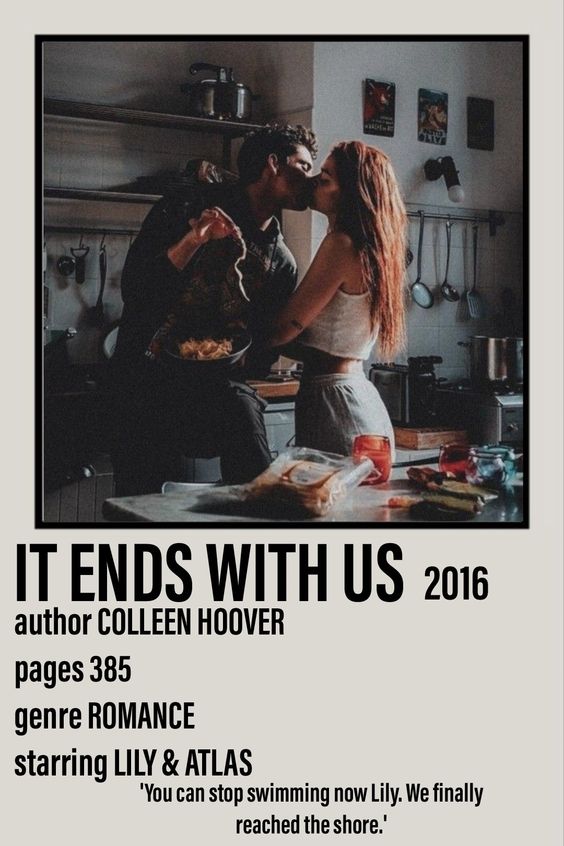 IT ENDS WITH US 2016
author COLLEEN HOOVER
pages 385
genre ROMANCE
starring LILY & ATLAS
'You can stop swimming now Lily. We finally
reached the shore.'